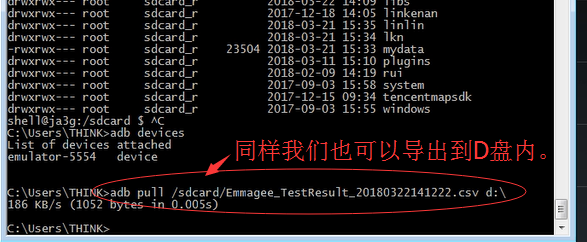 drwxrwx--- root     sdcard_r          2018-03-22 14:09 libs
drwxrwx--- root     sdcard_r          2017-12-18 14:05 linkenan
drwxrwx--- root     sdcard_r          2018-03-21 15:35 linlin
drwxrwx--- root     sdcard_r          2018-03-21 15:34 lkn
-rwxrwx--- root     sdcard_r    23504 2018-03-21 15:33 mydata
drwxrwx--- root     sdcard_r          2018-03-11 15:10 plugins
drwxrwx--- root     sdcard_r          2018-02-09 14:19 rui
drwxrwx--- root     sdcard_r          2017-09-03 15:58 system
drwxrwx--- root     sdcard_r          2017-12-15 09:34 tencentmapsdk
drwxrwx--- root     sdcard_r          2017-09-03 15:55 windows
shell@ja3g:/sdcard $ ^C
C:\Users\THINK>adb devices
List of devices attached
emulator-5554   device
同样我们也可以导出到D盘内。
C:\Users\THINK>adb pull /sdcard/Emmagee_TestResult_20180322141222.csv d:\
186 KB/s (1052 bytes in 0.005s)
C:\Users\THINK>